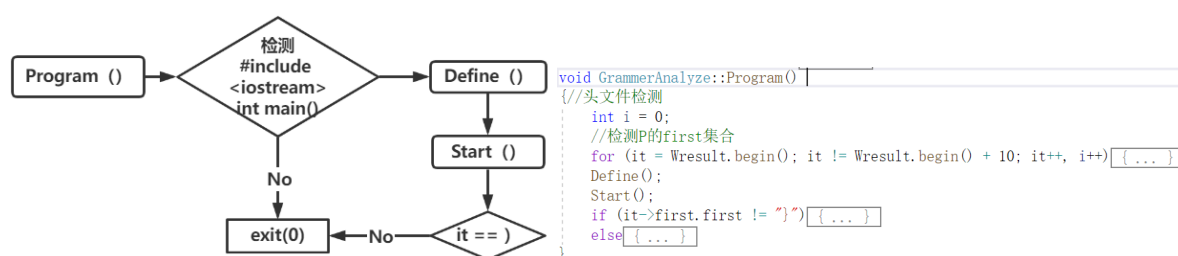 Program ()
检测
#include
<iostream>
int main()
Define ()
Start ()
No
exit(0)
No
it == )
void GrammerAnalyze::Program()
{//头文件检测
int i = 0;
//检测P的first集合
for (it = Wresult.begin(); it != Wresult.begin() + 10; it++, i++){ ... }
Define();
Start();
if (it->first.first != "}"){ ... }
else{ ... }
}